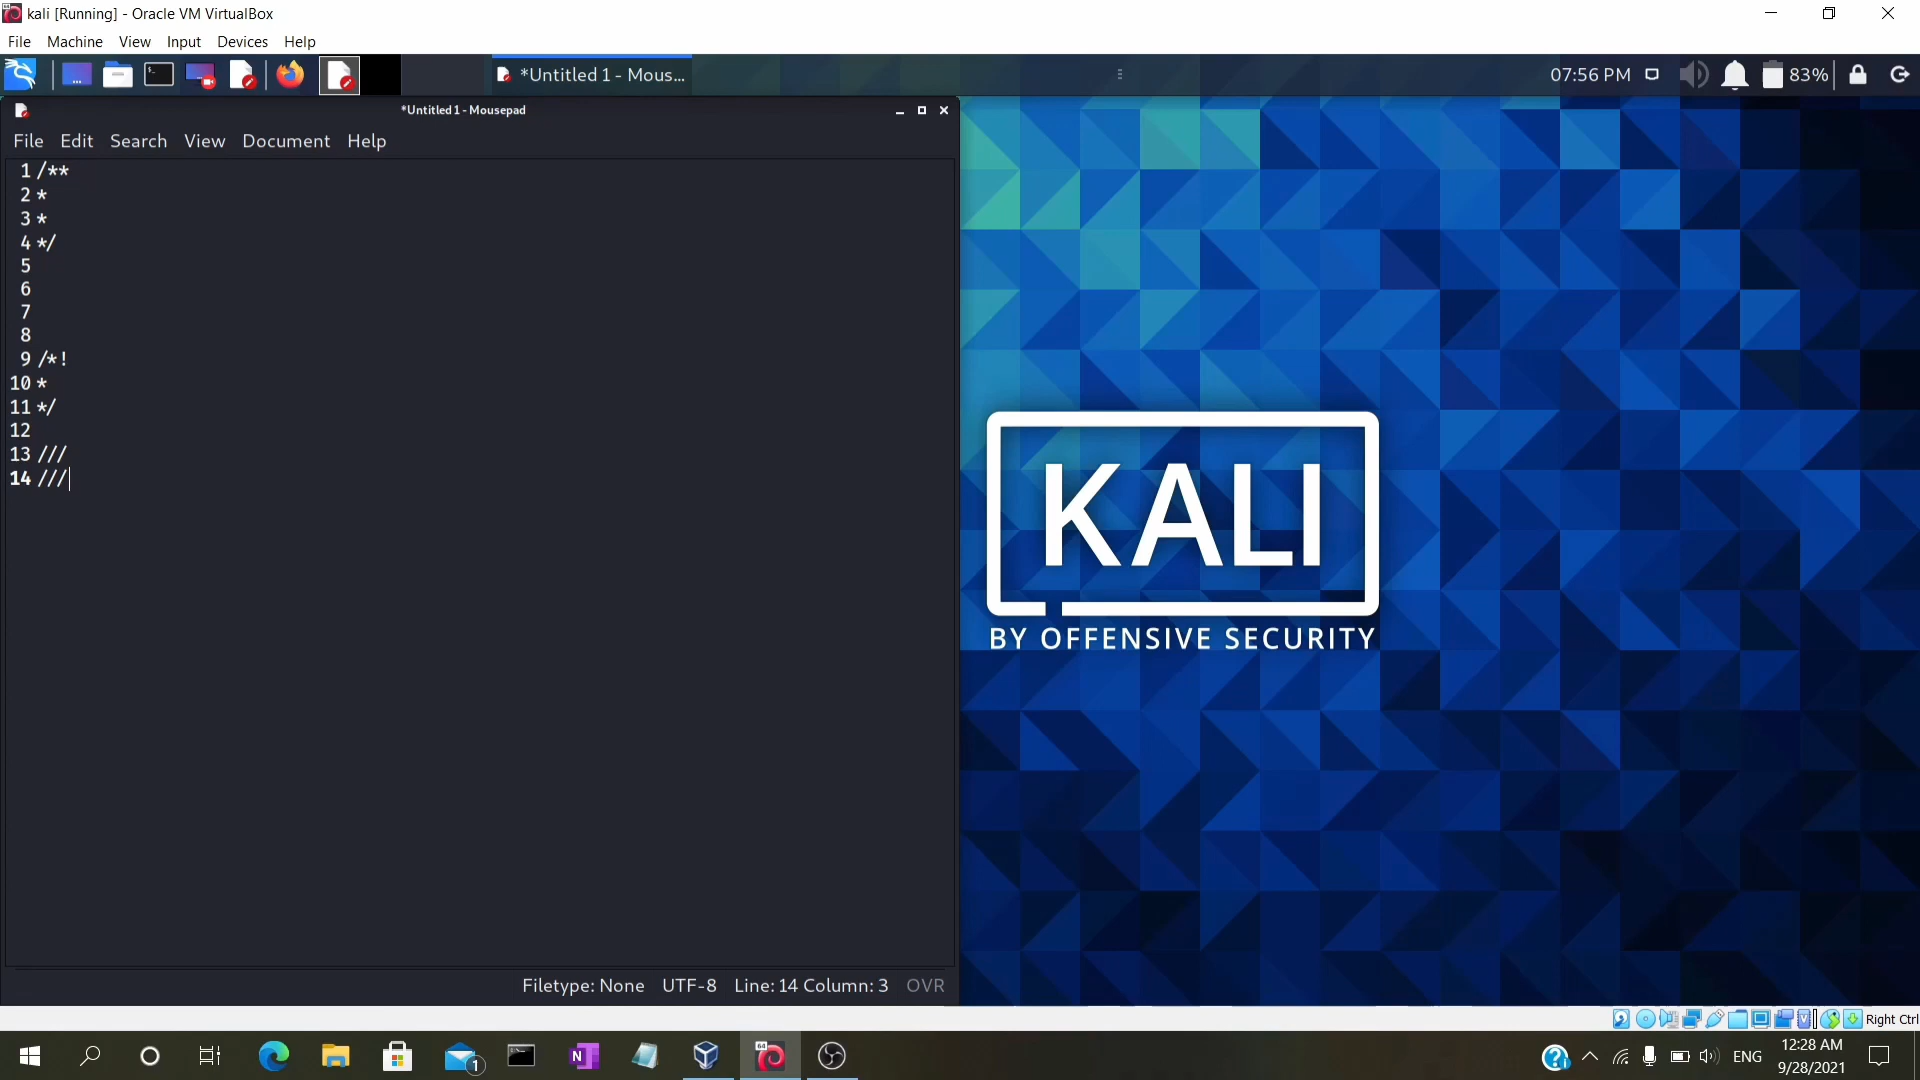 kali [Running] - Oracle VM VirtualBox
File Machine View Input Devices Help
*Untitled 1 - Mous... 07:56 PM 83%
*Untitled 1 - Mousepad
File Edit Search View Document Help
1 /**
2 *
3 *
4 */
5
6
7
8
9 /*!
10 *
11 */
12
13 ///
14 ///
KALI
BY OFFENSIVE SECURITY
Filetype: None UTF-8 Line: 14 Column: 3 OVR
Right Ctrl
64
N
1
ENG
12:28 AM
9/28/2021